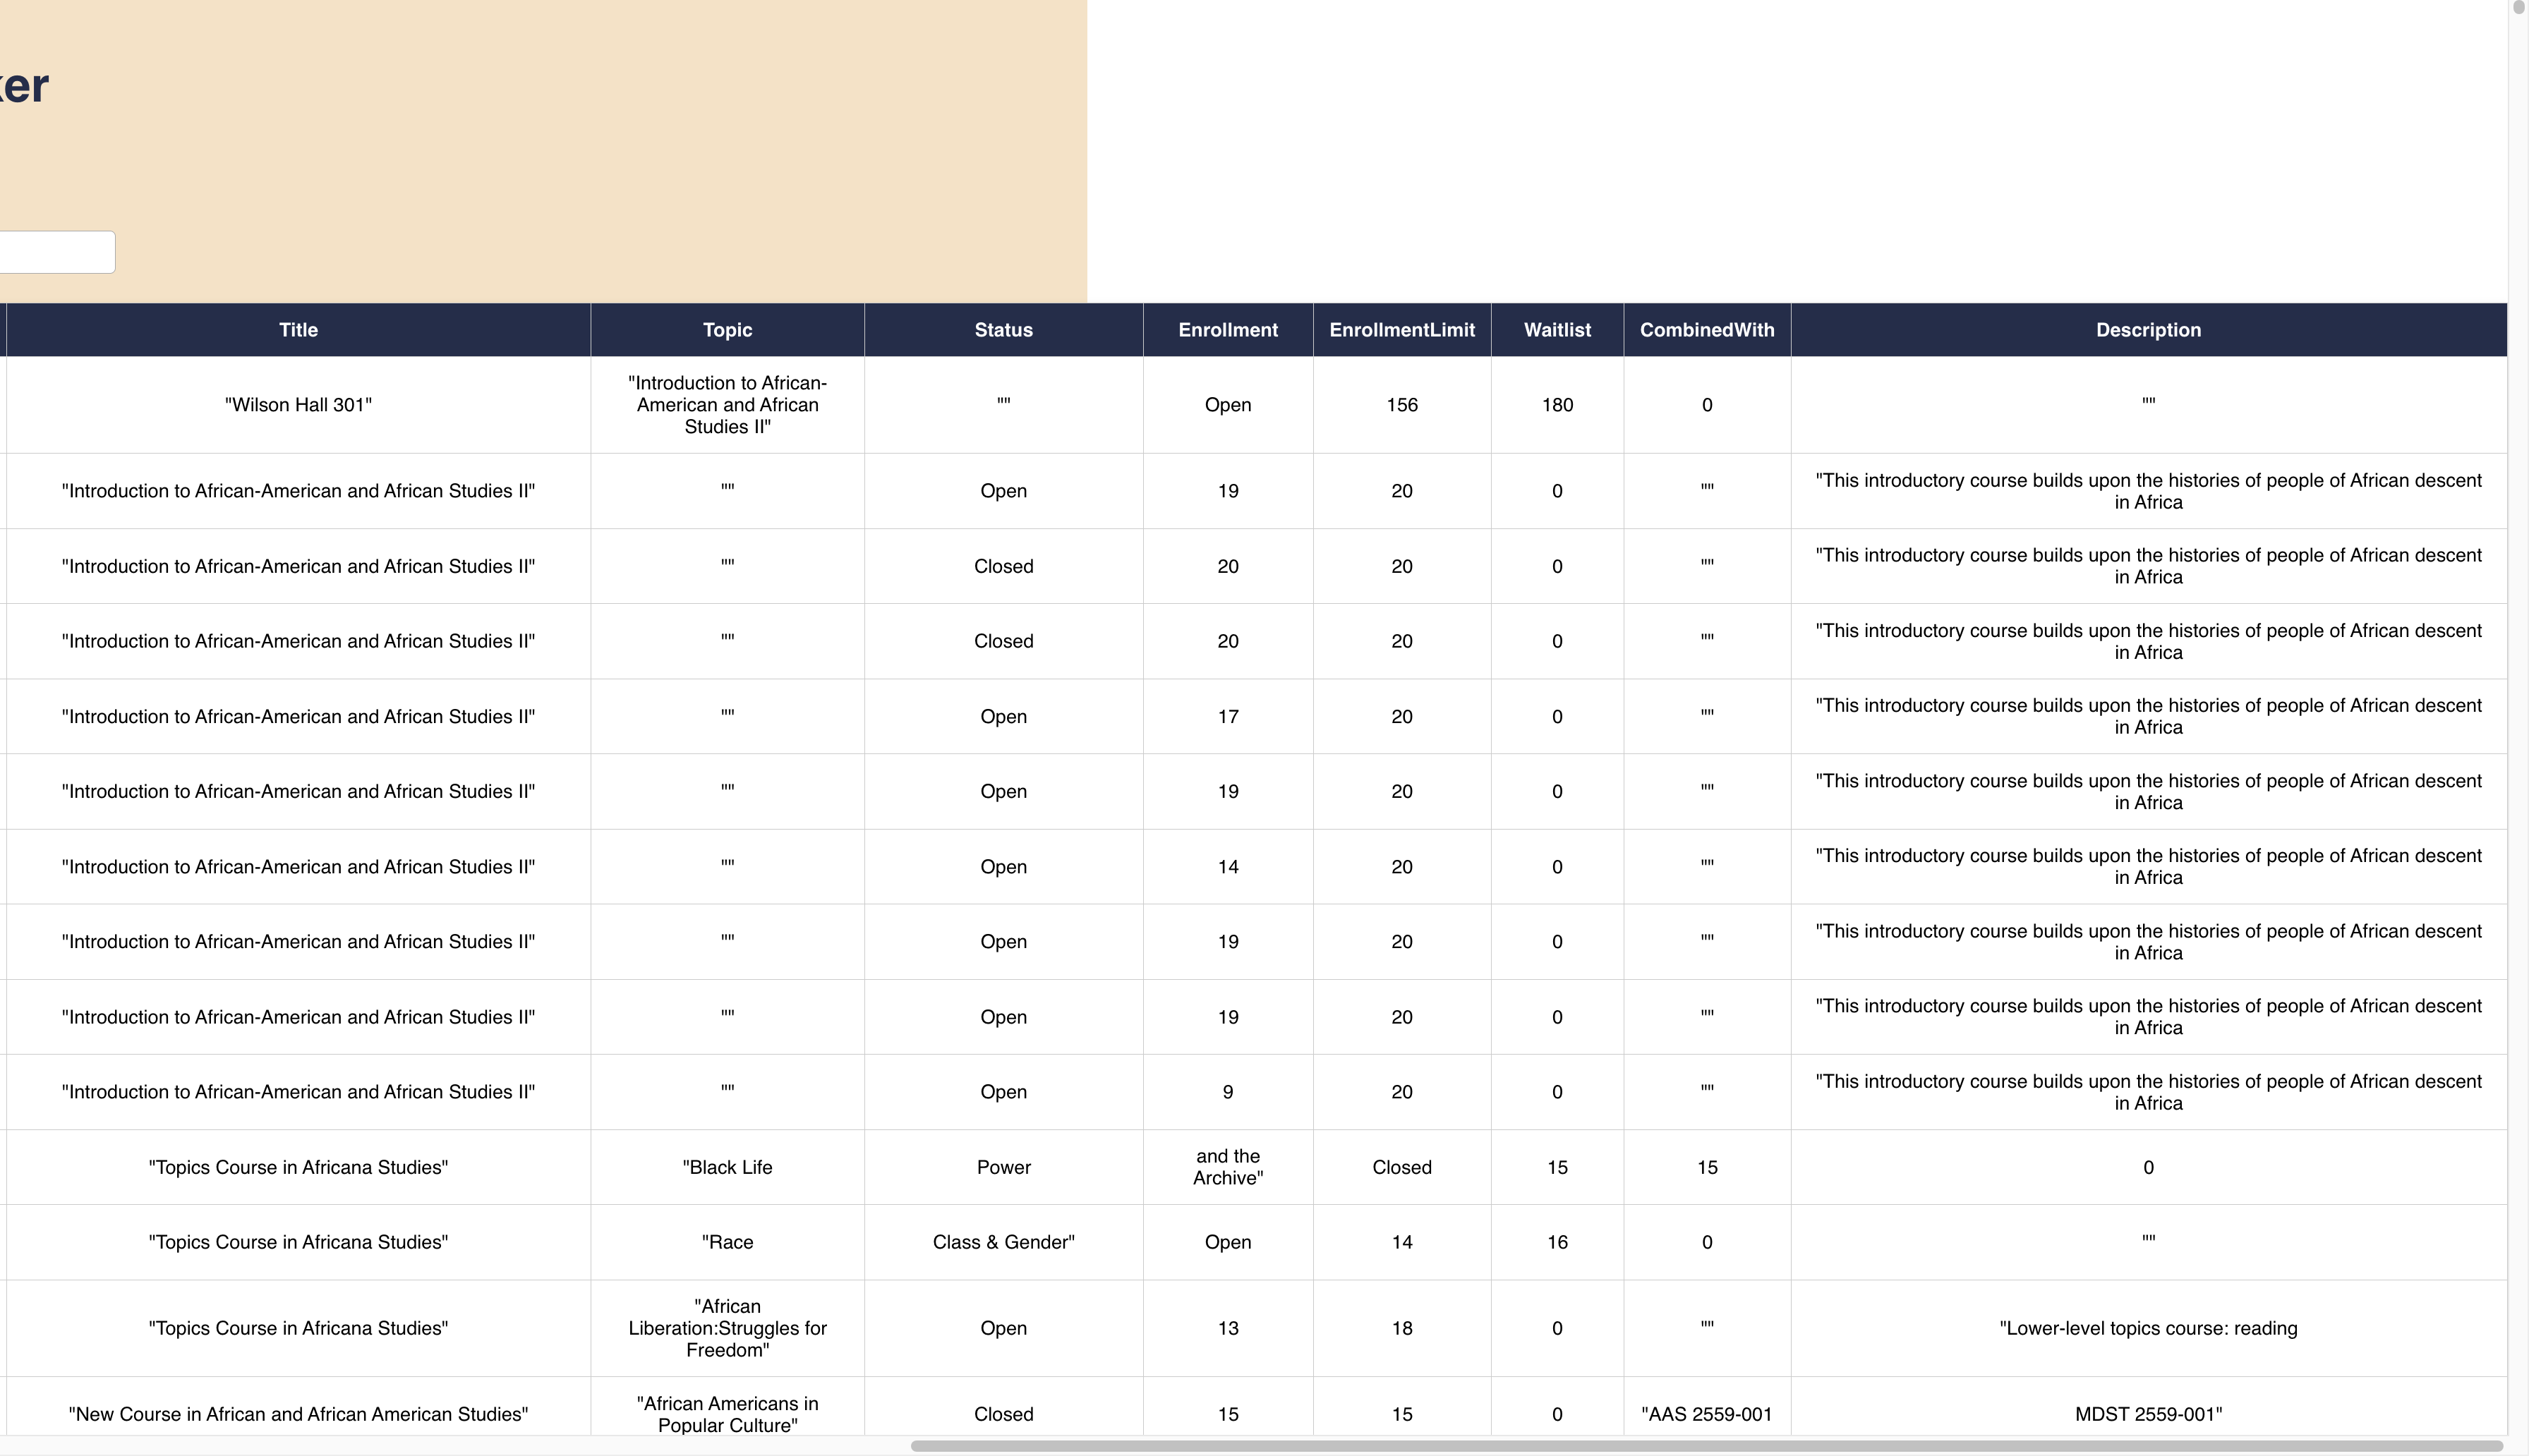 ker
Title Topic Status Enrollment EnrollmentLimit Waitlist CombinedWith Description
"Wilson Hall 301" "Introduction to African-
American and African
Studies II" "" Open 156 180 0 ""
"Introduction to African-American and African Studies II" "" Open 19 20 0 "" "This introductory course builds upon the histories of people of African descent
in Africa
"Introduction to African-American and African Studies II" "" Closed 20 20 0 "" "This introductory course builds upon the histories of people of African descent
in Africa
"Introduction to African-American and African Studies II" "" Closed 20 20 0 "" "This introductory course builds upon the histories of people of African descent
in Africa
"Introduction to African-American and African Studies II" "" Open 17 20 0 "" "This introductory course builds upon the histories of people of African descent
in Africa
"Introduction to African-American and African Studies II" "" Open 19 20 0 "" "This introductory course builds upon the histories of people of African descent
in Africa
"Introduction to African-American and African Studies II" "" Open 14 20 0 "" "This introductory course builds upon the histories of people of African descent
in Africa
"Introduction to African-American and African Studies II" "" Open 19 20 0 "" "This introductory course builds upon the histories of people of African descent
in Africa
"Introduction to African-American and African Studies II" "" Open 19 20 0 "" "This introductory course builds upon the histories of people of African descent
in Africa
"Introduction to African-American and African Studies II" "" Open 9 20 0 "" "This introductory course builds upon the histories of people of African descent
in Africa
"Topics Course in Africana Studies" "Black Life Power and the
Archive" Closed 15 15 0
"Topics Course in Africana Studies" "Race Class & Gender" Open 14 16 0 ""
"Topics Course in Africana Studies" "African
Liberation:Struggles for
Freedom" Open 13 18 0 "" "Lower-level topics course: reading
"New Course in African and African American Studies" "African Americans in
Popular Culture" Closed 15 15 0 "AAS 2559-001 MDST 2559-001"